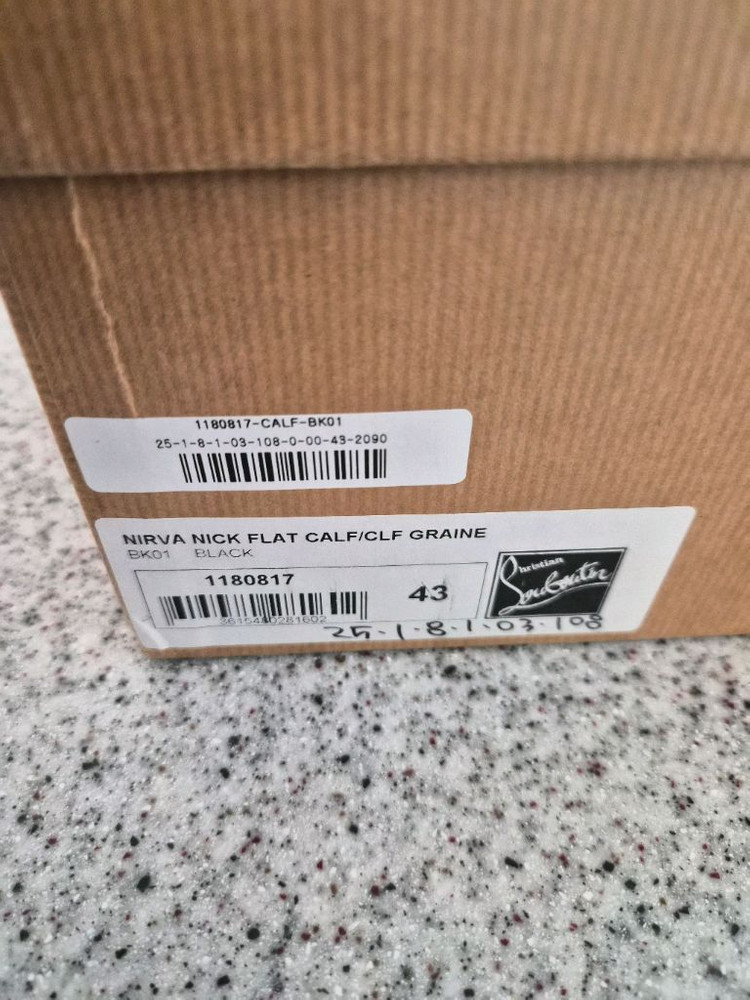 1180817-CALF-BK01
25-1-8-1-03-108-0-00-43-2090
NIRVA NICK FLAT CALF/CLF GRAINE
BK01 BLACK
1180817
43
3615480281602
Christian
Louboutin
25.1.8.1.03.108